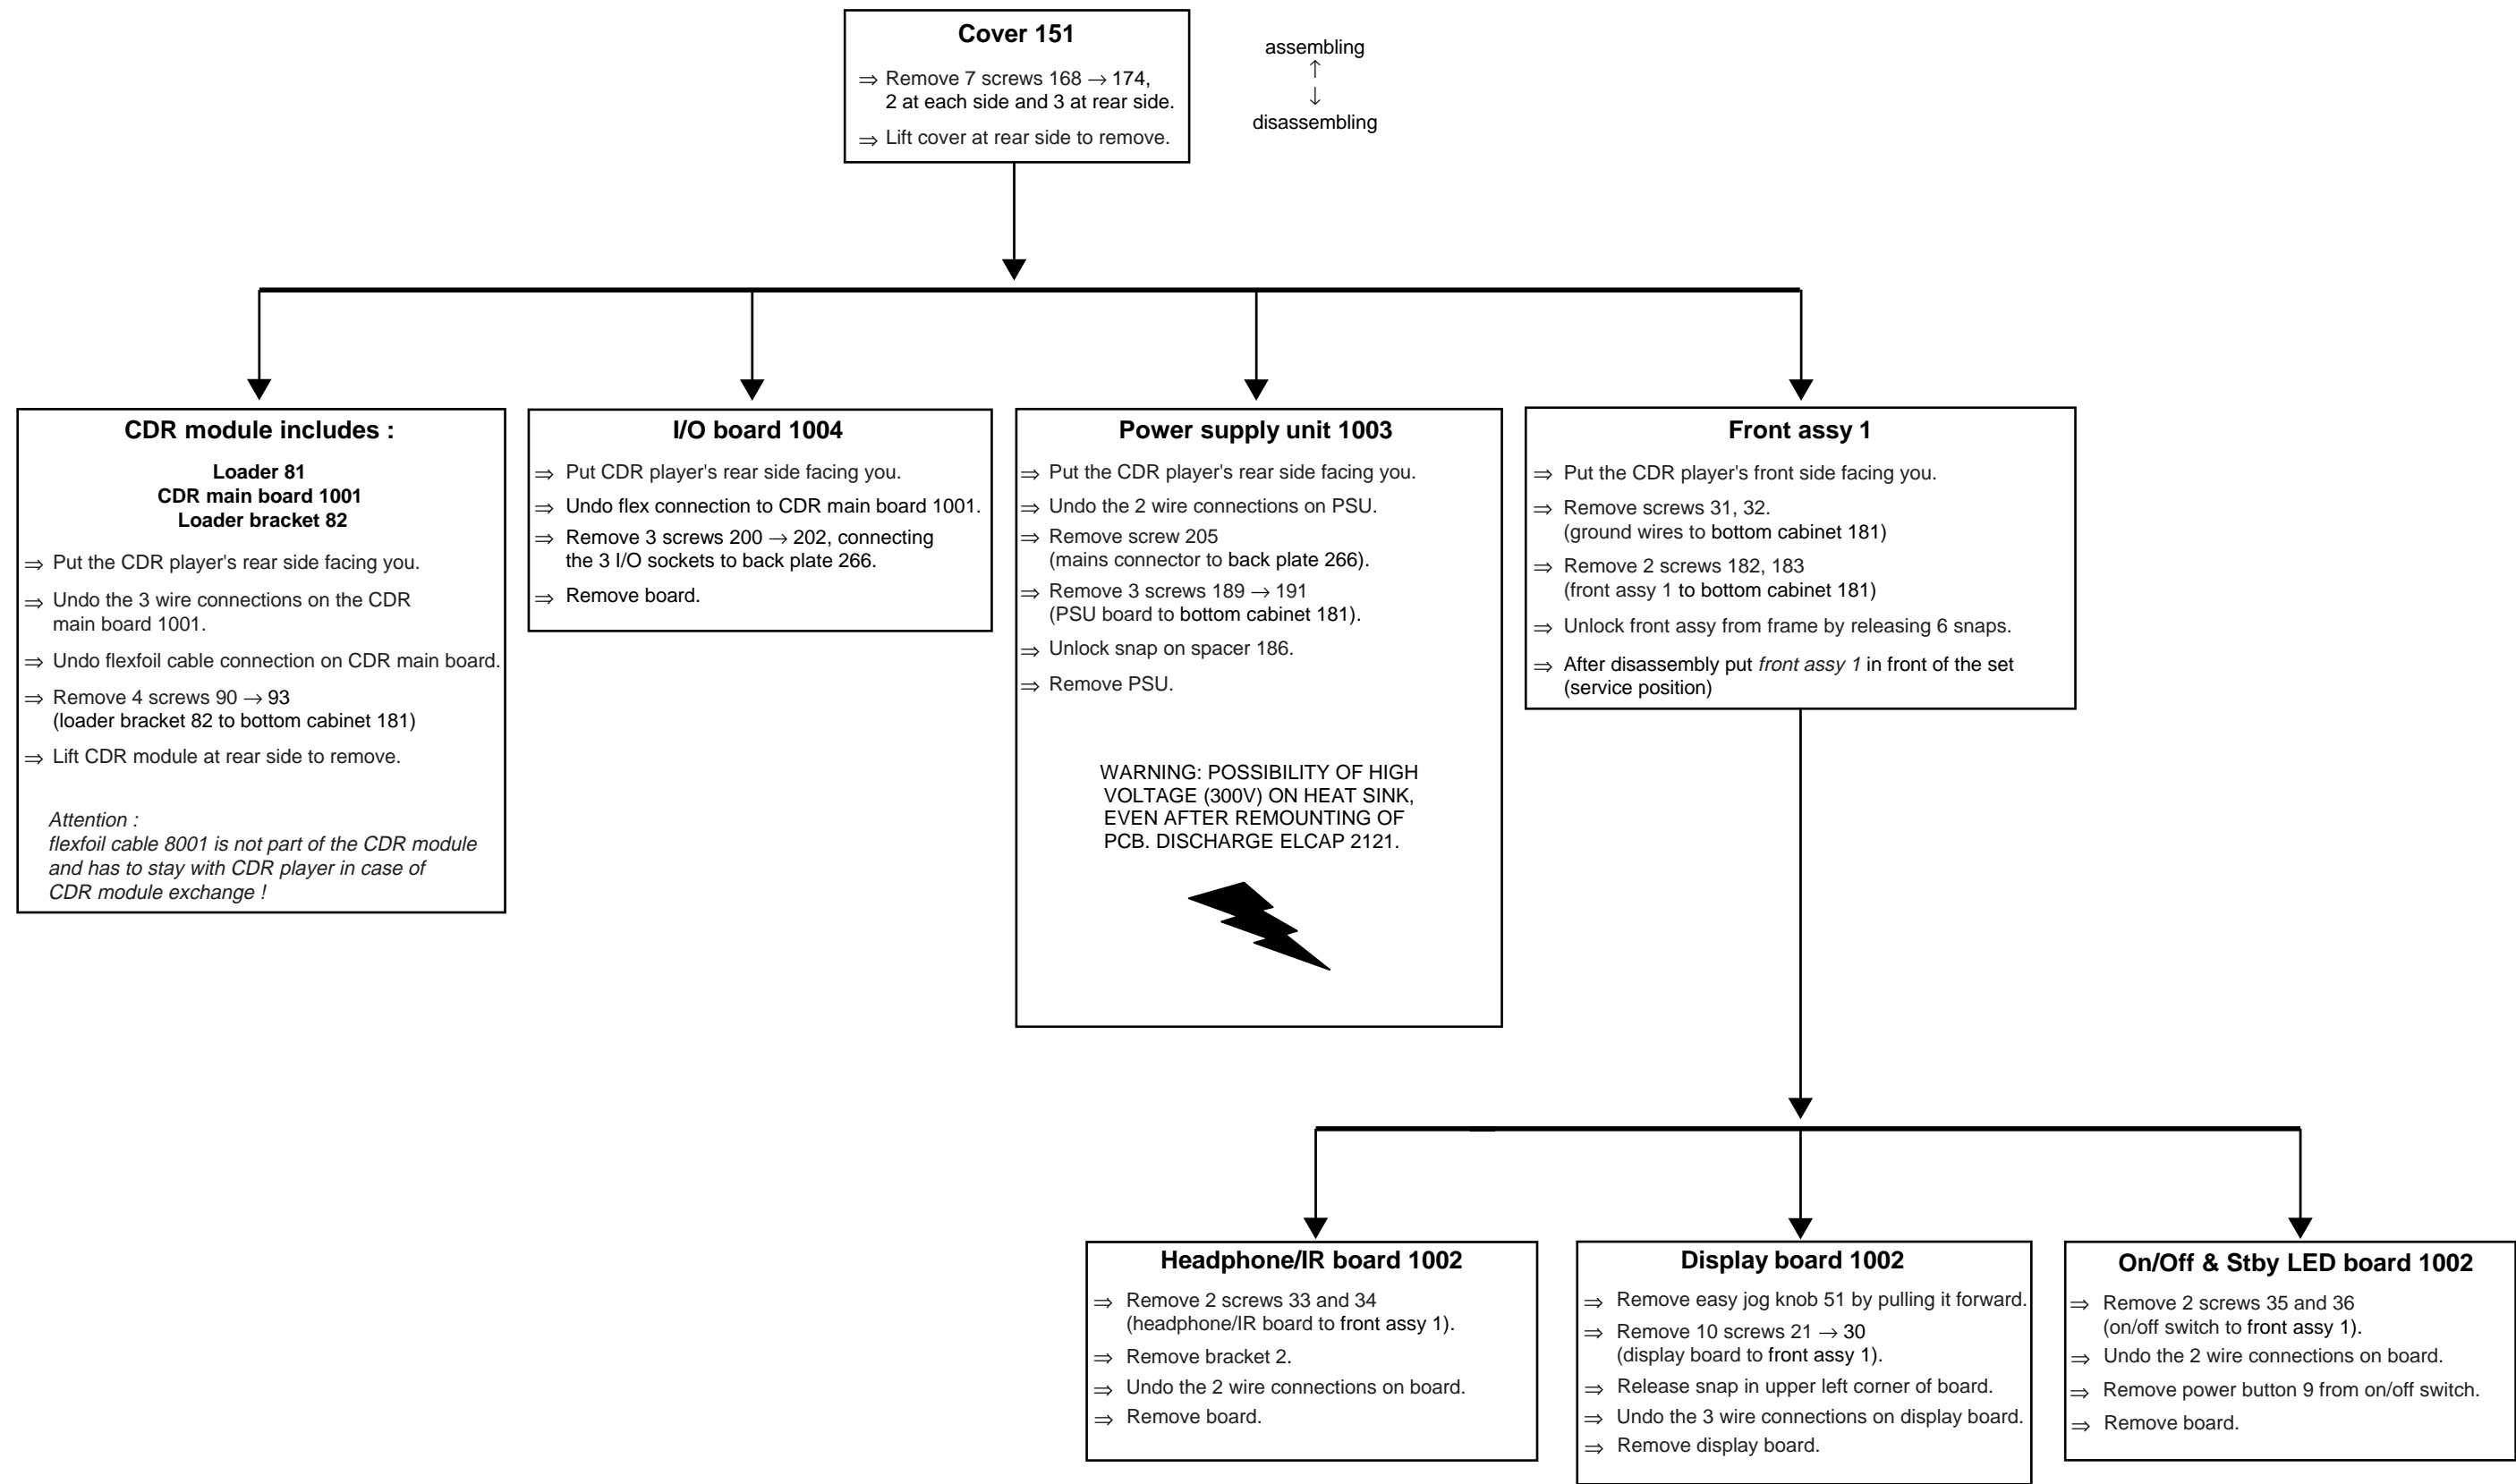 Cover 151
⇒ Remove 7 screws 168 → 174,
2 at each side and 3 at rear side.
⇒ Lift cover at rear side to remove.
assembling
↑
↓
disassembling
CDR module includes :
Loader 81
CDR main board 1001
Loader bracket 82
⇒ Put the CDR player's rear side facing you.
⇒ Undo the 3 wire connections on the CDR
main board 1001.
⇒ Undo flexfoil cable connection on CDR main board.
⇒ Remove 4 screws 90 → 93
(loader bracket 82 to bottom cabinet 181)
⇒ Lift CDR module at rear side to remove.
Attention :
flexfoil cable 8001 is not part of the CDR module
and has to stay with CDR player in case of
CDR module exchange !
I/O board 1004
⇒ Put CDR player's rear side facing you.
⇒ Undo flex connection to CDR main board 1001.
⇒ Remove 3 screws 200 → 202, connecting
the 3 I/O sockets to back plate 266.
⇒ Remove board.
Power supply unit 1003
⇒ Put the CDR player's rear side facing you.
⇒ Undo the 2 wire connections on PSU.
⇒ Remove screw 205
(mains connector to back plate 266).
⇒ Remove 3 screws 189 → 191
(PSU board to bottom cabinet 181).
⇒ Unlock snap on spacer 186.
⇒ Remove PSU.
WARNING: POSSIBILITY OF HIGH
VOLTAGE (300V) ON HEAT SINK,
EVEN AFTER REMOUNTING OF
PCB. DISCHARGE ELCAP 2121.
Front assy 1
⇒ Put the CDR player's front side facing you.
⇒ Remove screws 31, 32.
(ground wires to bottom cabinet 181)
⇒ Remove 2 screws 182, 183
(front assy 1 to bottom cabinet 181)
⇒ Unlock front assy from frame by releasing 6 snaps.
⇒ After disassembly put front assy 1 in front of the set
(service position)
Headphone/IR board 1002
⇒ Remove 2 screws 33 and 34
(headphone/IR board to front assy 1).
⇒ Remove bracket 2.
⇒ Undo the 2 wire connections on board.
⇒ Remove board.
Display board 1002
⇒ Remove easy jog knob 51 by pulling it forward.
⇒ Remove 10 screws 21 → 30
(display board to front assy 1).
⇒ Release snap in upper left corner of board.
⇒ Undo the 3 wire connections on display board.
⇒ Remove display board.
On/Off & Stby LED board 1002
⇒ Remove 2 screws 35 and 36
(on/off switch to front assy 1).
⇒ Undo the 2 wire connections on board.
⇒ Remove power button 9 from on/off switch.
⇒ Remove board.